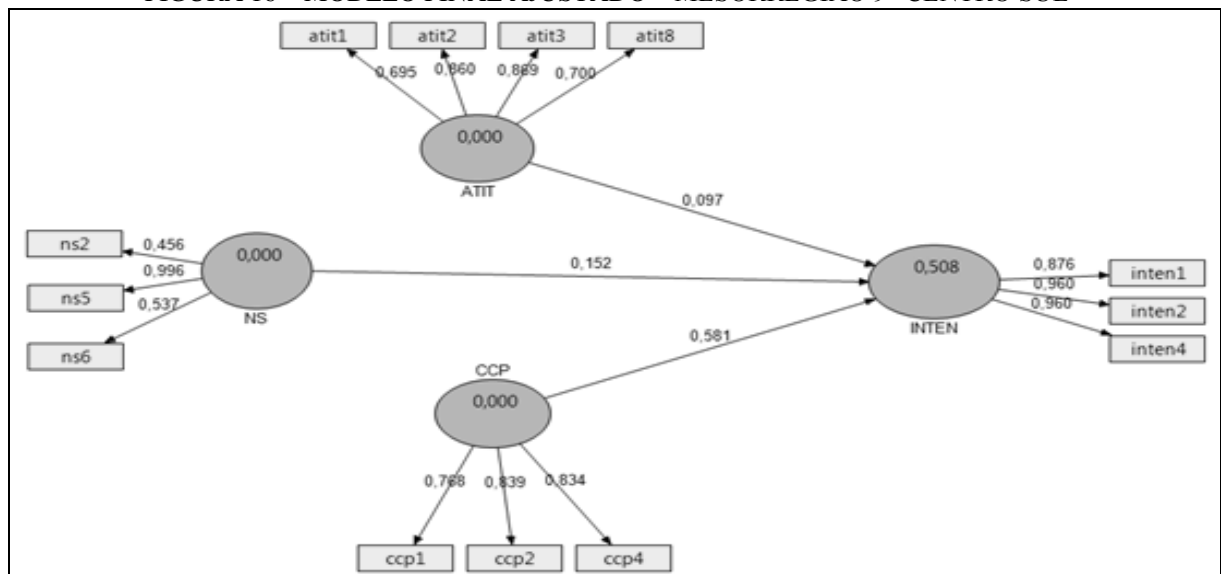 atit1 atit2 atit3 atit8
0,695 0,860 0,869 0,700
0,000
ATIT
0,097
ns2 0,456
ns5 0,996
ns6 0,537
0,000
NS
0,152
0,508
INTEN
0,876 inten1
0,960 inten2
0,960 inten4
0,581
CCP
0,000
0,768 0,839 0,834
ccp1 ccp2 ccp4